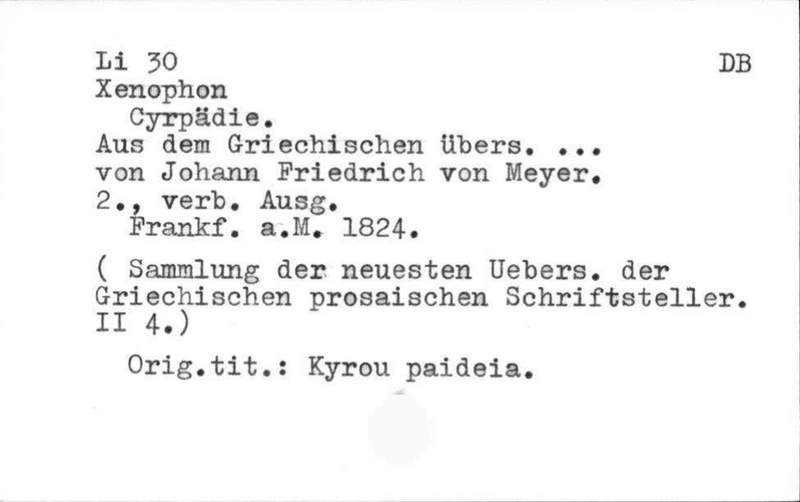 Li 30 DB
Xenophon
Cyrpädie.
Aus dem Griechischen übers. ...
von Johann Friedrich von Meyer.
2., verb. Ausg.
Frankf. a.M. 1824.
( Sammlung der neuesten Uebers. der
Griechischen prosaischen Schriftsteller.
II 4.)
Orig.tit.: Kyrou paideia.